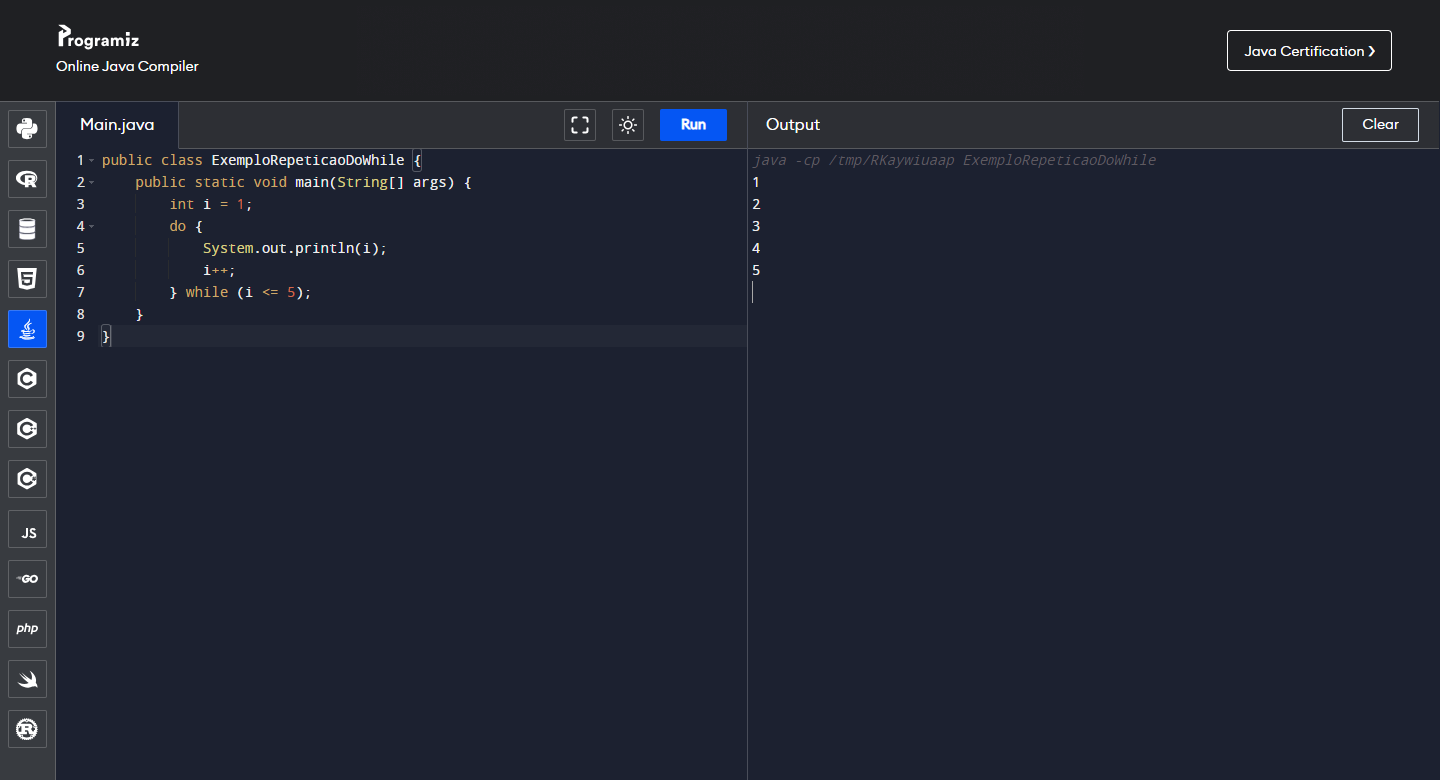 Programiz
Online Java Compiler
Java Certification ❯
Main.java
Run
Output
Clear
1 public class ExemploRepeticaoDoWhile {
2     public static void main(String[] args) {
3         int i = 1;
4         do {
5             System.out.println(i);
6             i++;
7         } while (i <= 5);
8     }
9 }
java -cp /tmp/RKaywiuaap ExemploRepeticaoDoWhile
1
2
3
4
5
R
5
C
C
C
JS
GO
php
R